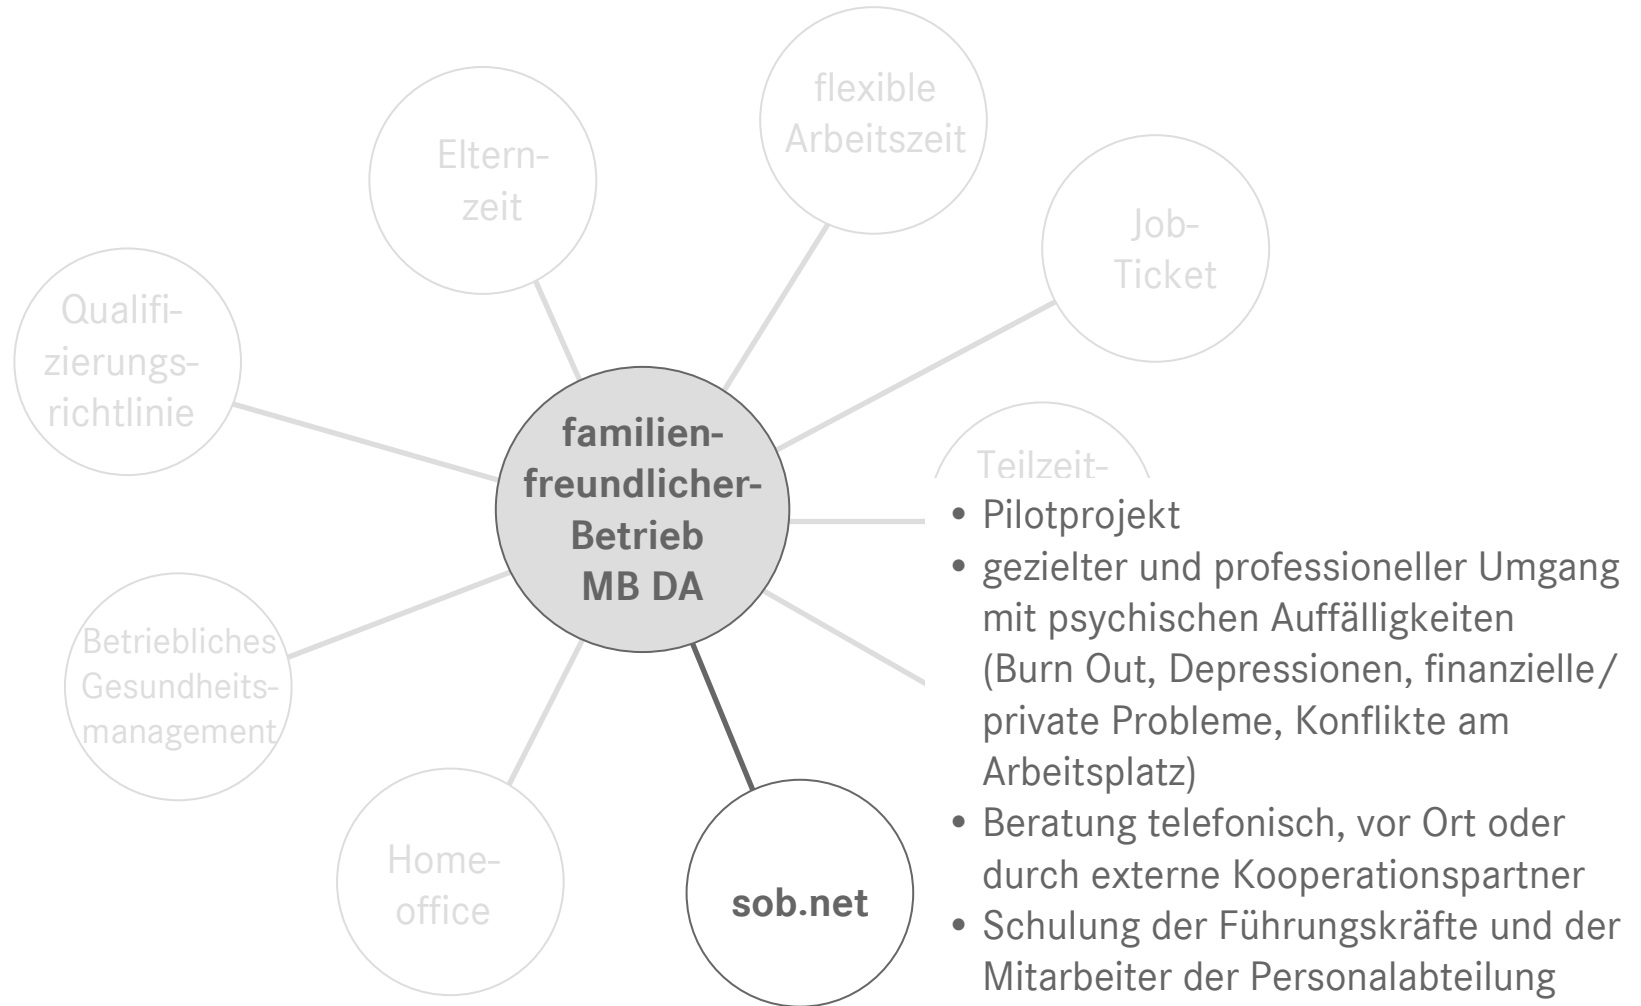 flexible
Arbeitszeit
Eltern-
zeit
Job-
Ticket
Qualifi-
zierungs-
richtlinie
familien-
freundlicher-
Betrieb
MB DA
Teilzeit-
Betriebliches
Gesundheits-
management
Home-
office
sob.net
• Pilotprojekt
• gezielter und professioneller Umgang
mit psychischen Auffälligkeiten
(Burn Out, Depressionen, finanzielle/
private Probleme, Konflikte am
Arbeitsplatz)
• Beratung telefonisch, vor Ort oder
durch externe Kooperationspartner
• Schulung der Führungskräfte und der
Mitarbeiter der Personalabteilung